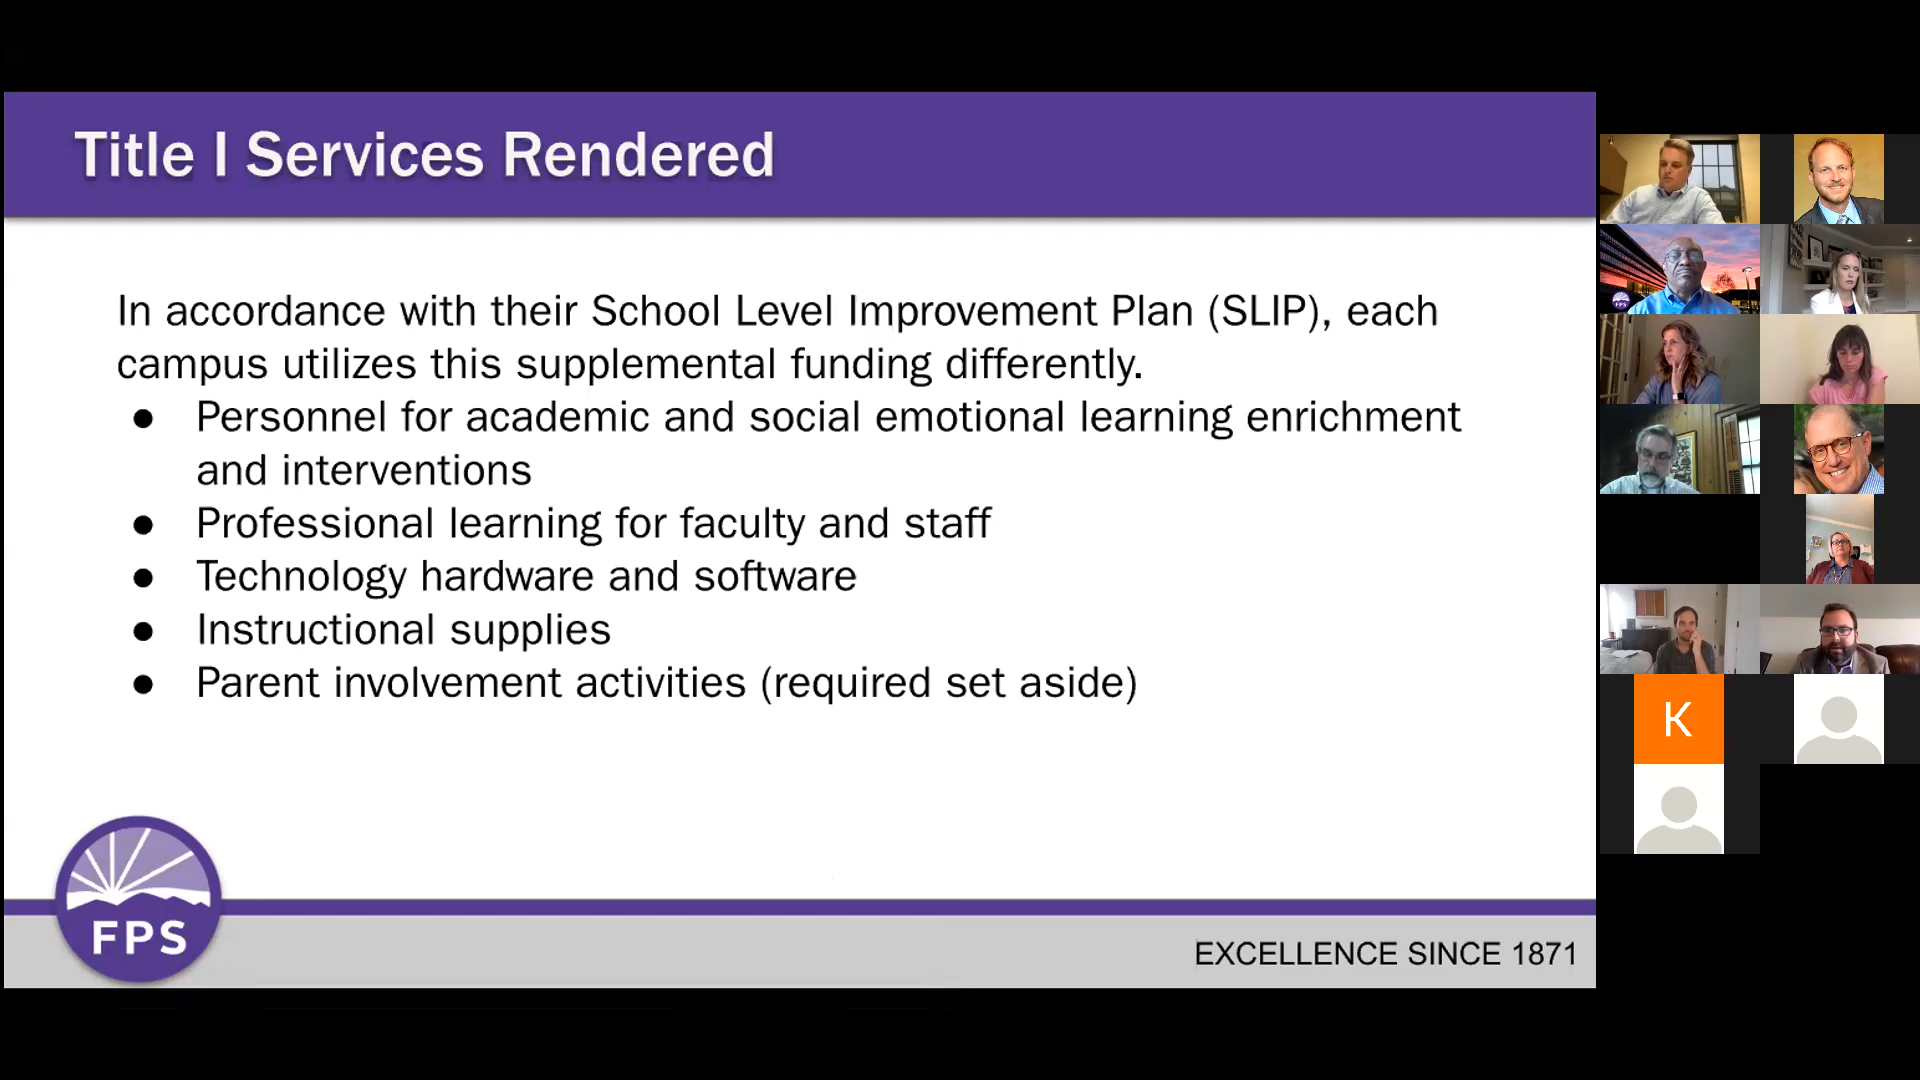 Title I Services Rendered
In accordance with their School Level Improvement Plan (SLIP), each
campus utilizes this supplemental funding differently.
● Personnel for academic and social emotional learning enrichment
and interventions
● Professional learning for faculty and staff
● Technology hardware and software
● Instructional supplies
● Parent involvement activities (required set aside)
FPS
EXCELLENCE SINCE 1871
FPS
K